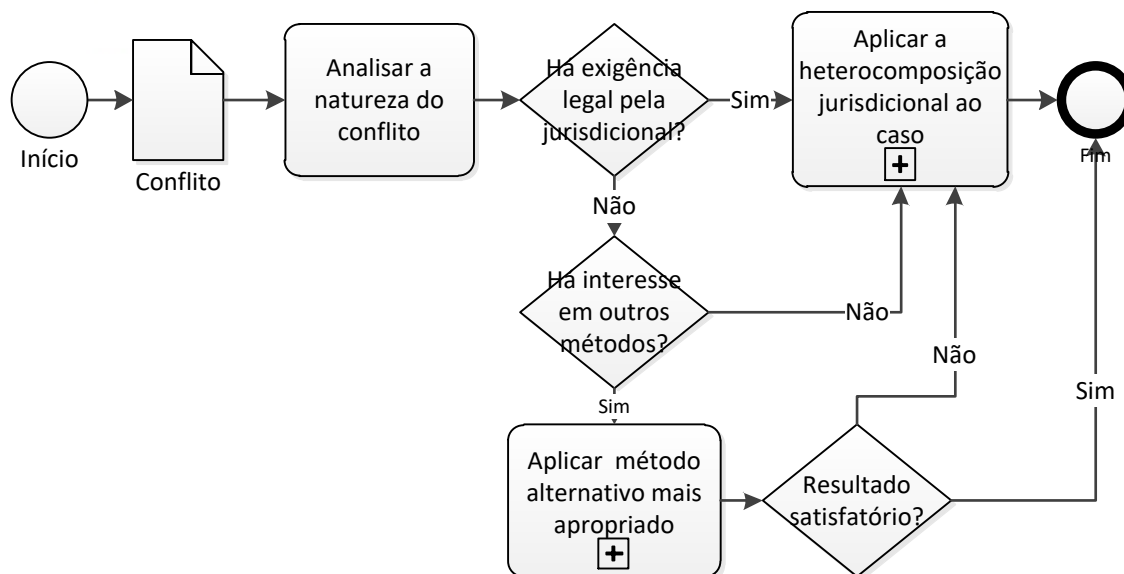 Início
Conflito
Analisar a
natureza do
conflito
Ha exigência
legal pela
jurisdicional?
Sim
Aplicar a
heterocomposição
jurisdicional ao
caso
Fim
Não
Ha interesse
em outros
métodos?
Não
Não
Sim
Sim
Aplicar método
alternativo mais
apropriado
Resultado
satisfatório?